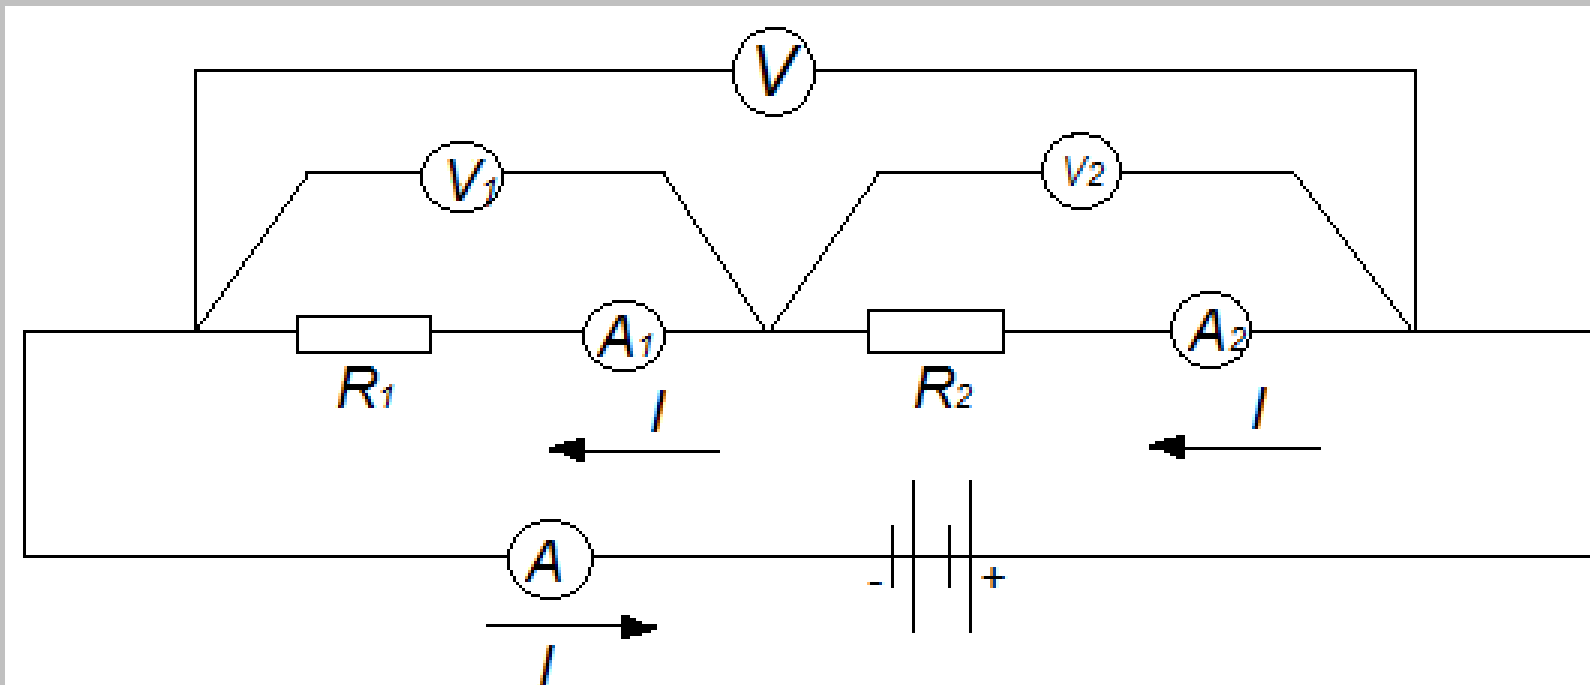 V
V1 V2
A1 A2
R1 R2
I I
A
- +
I